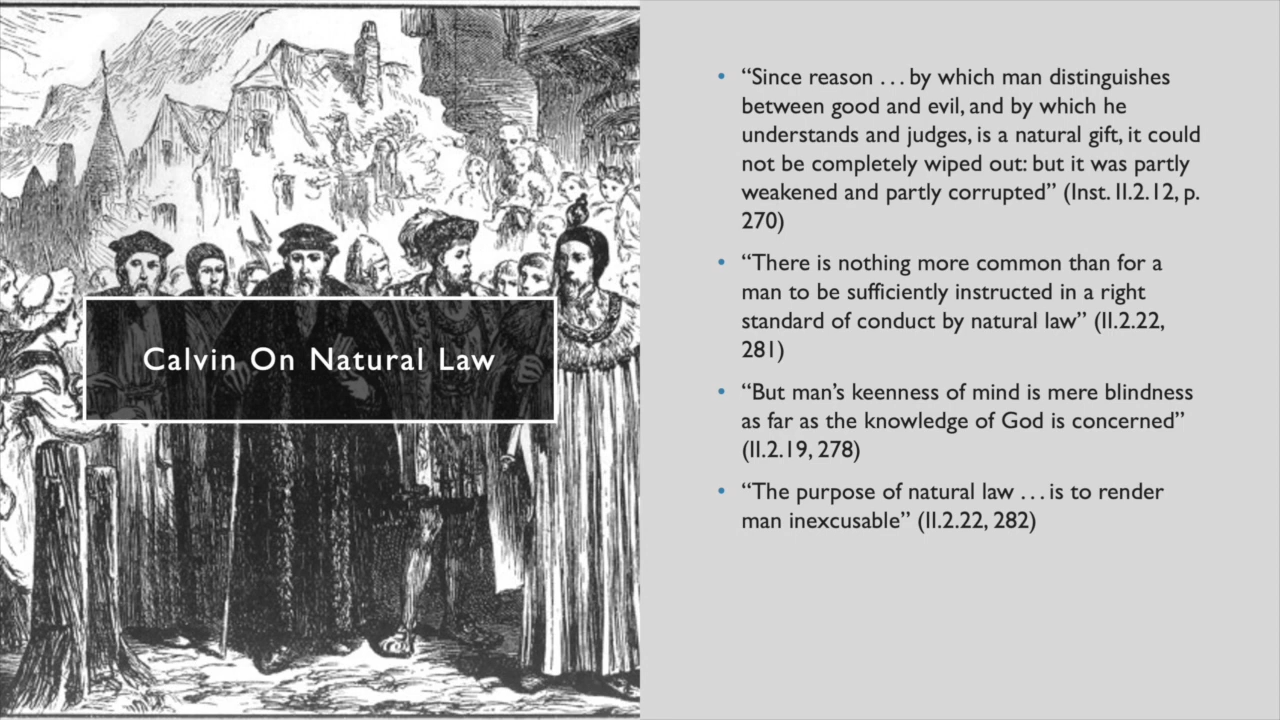 Calvin On Natural Law
• “Since reason . . . by which man distinguishes
between good and evil, and by which he
understands and judges, is a natural gift, it could
not be completely wiped out: but it was partly
weakened and partly corrupted” (Inst. II.2.12, p.
270)
• “There is nothing more common than for a
man to be sufficiently instructed in a right
standard of conduct by natural law” (II.2.22,
281)
• “But man’s keenness of mind is mere blindness
as far as the knowledge of God is concerned”
(II.2.19, 278)
• “The purpose of natural law . . . is to render
man inexcusable” (II.2.22, 282)